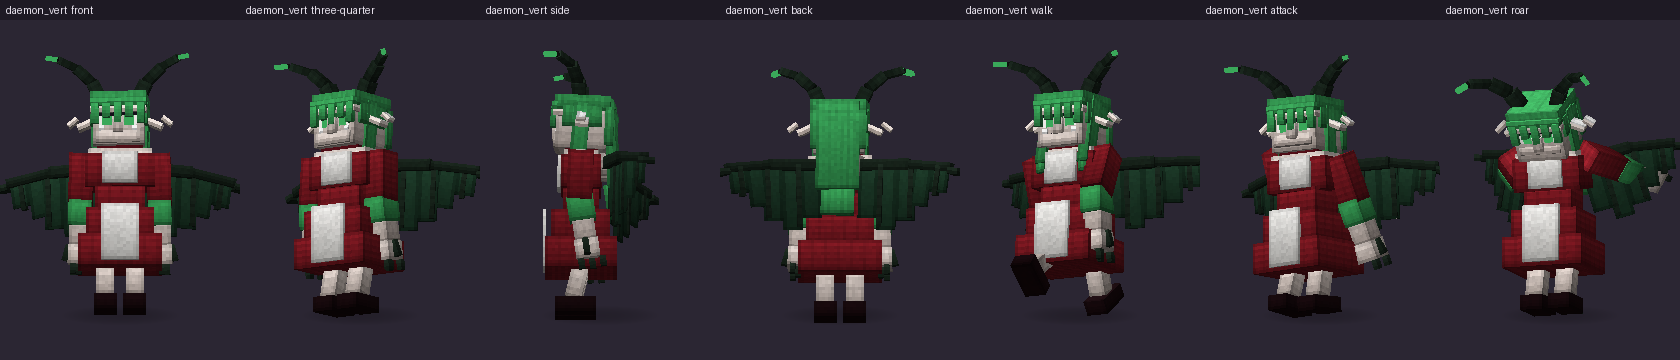 daemon_vert front
daemon_vert three-quarter
daemon_vert side
daemon_vert back
daemon_vert walk
daemon_vert attack
daemon_vert roar